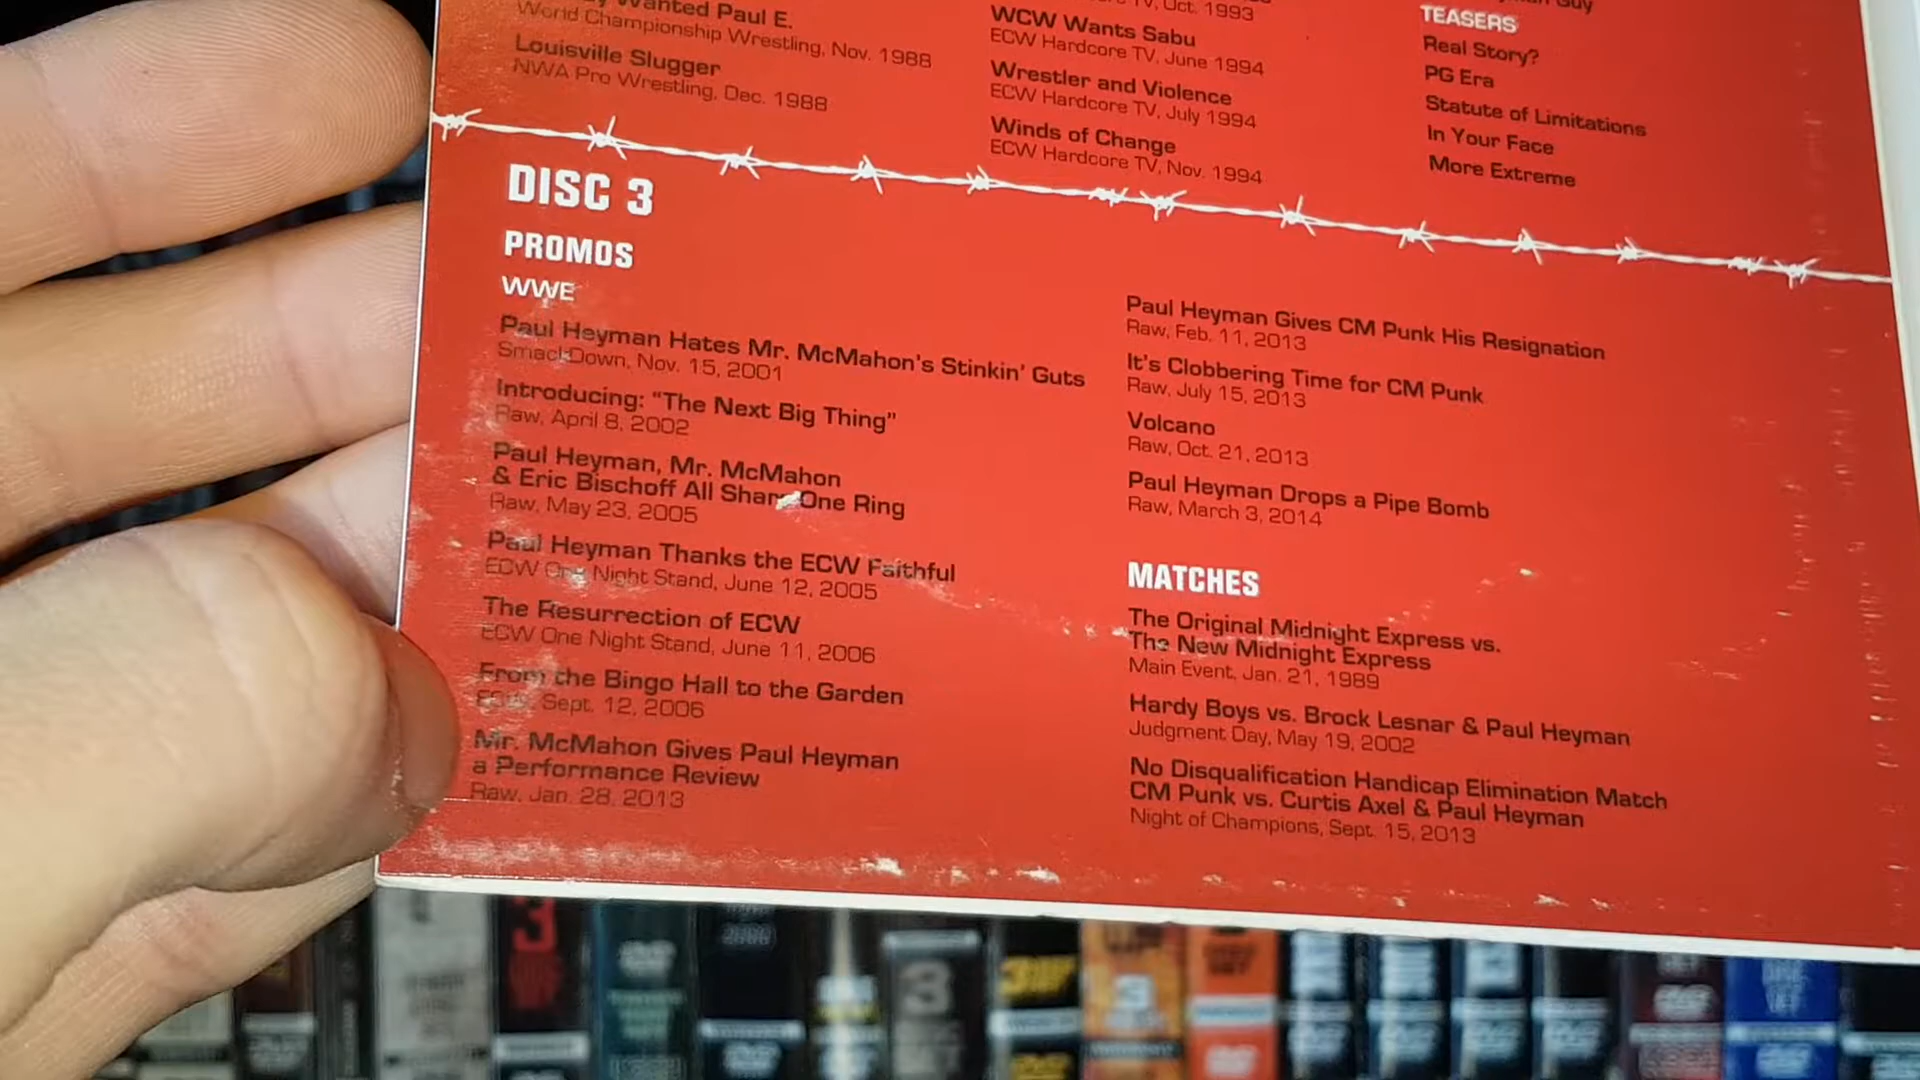 Wanted Paul E.
World Championship Wrestling, Nov. 1988
Louisville Slugger
NWA Pro Wrestling, Dec. 1988
TV, Oct. 1993
WCW Wants Sabu
ECW Hardcore TV, June 1994
Wrestler and Violence
ECW Hardcore TV, July 1994
Winds of Change
ECW Hardcore TV, Nov. 1994
Guy
TEASERS
Real Story?
PG Era
Statute of Limitations
In Your Face
More Extreme
DISC 3
PROMOS
WWE
Paul Heyman Hates Mr. McMahon's Stinkin' Guts
SmackDown, Nov. 15, 2001
Introducing: "The Next Big Thing"
Raw, April 8, 2002
Paul Heyman, Mr. McMahon
& Eric Bischoff All Share One Ring
Raw, May 23, 2005
Paul Heyman Thanks the ECW Faithful
ECW One Night Stand, June 12, 2005
The Resurrection of ECW
ECW One Night Stand, June 11, 2006
From the Bingo Hall to the Garden
ECW, Sept. 12, 2006
Mr. McMahon Gives Paul Heyman
a Performance Review
Raw, Jan. 28, 2013
Paul Heyman Gives CM Punk His Resignation
Raw, Feb. 11, 2013
It's Clobbering Time for CM Punk
Raw, July 15, 2013
Volcano
Raw, Oct. 21, 2013
Paul Heyman Drops a Pipe Bomb
Raw, March 3, 2014
MATCHES
The Original Midnight Express vs.
The New Midnight Express
Main Event, Jan. 21, 1989
Hardy Boys vs. Brock Lesnar & Paul Heyman
Judgment Day, May 19, 2002
No Disqualification Handicap Elimination Match
CM Punk vs. Curtis Axel & Paul Heyman
Night of Champions, Sept. 15, 2013
3
3
3